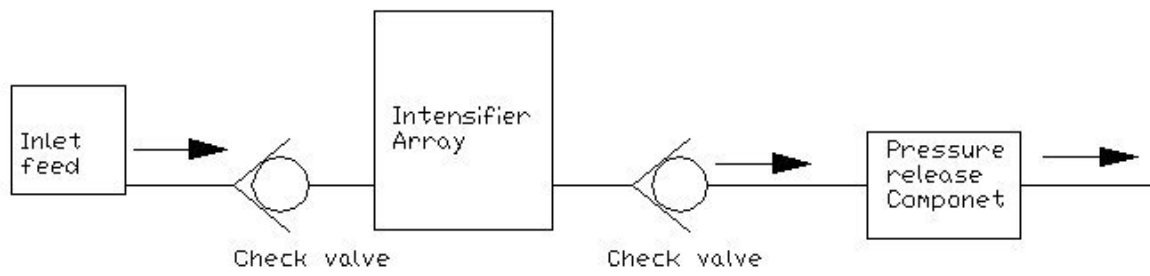 Inlet
feed
Check valve
Intensifier
Array
Check valve
Pressure
release
Componet